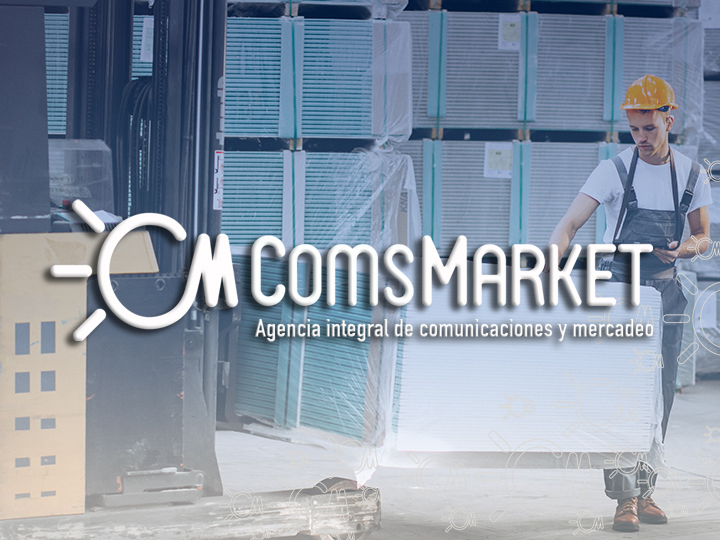 CM COMSMARKET
Agencia integral de comunicaciones y mercadeo